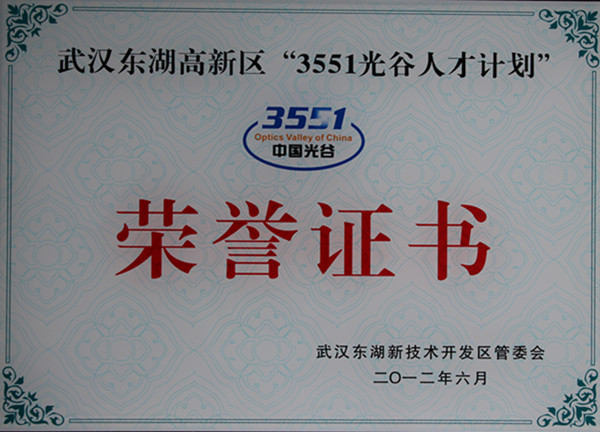 武汉东湖高新区“3551光谷人才计划”
3551
Optics Valley of China
中国光谷
荣誉证书
武汉东湖新技术开发区管委会
二〇一二年六月